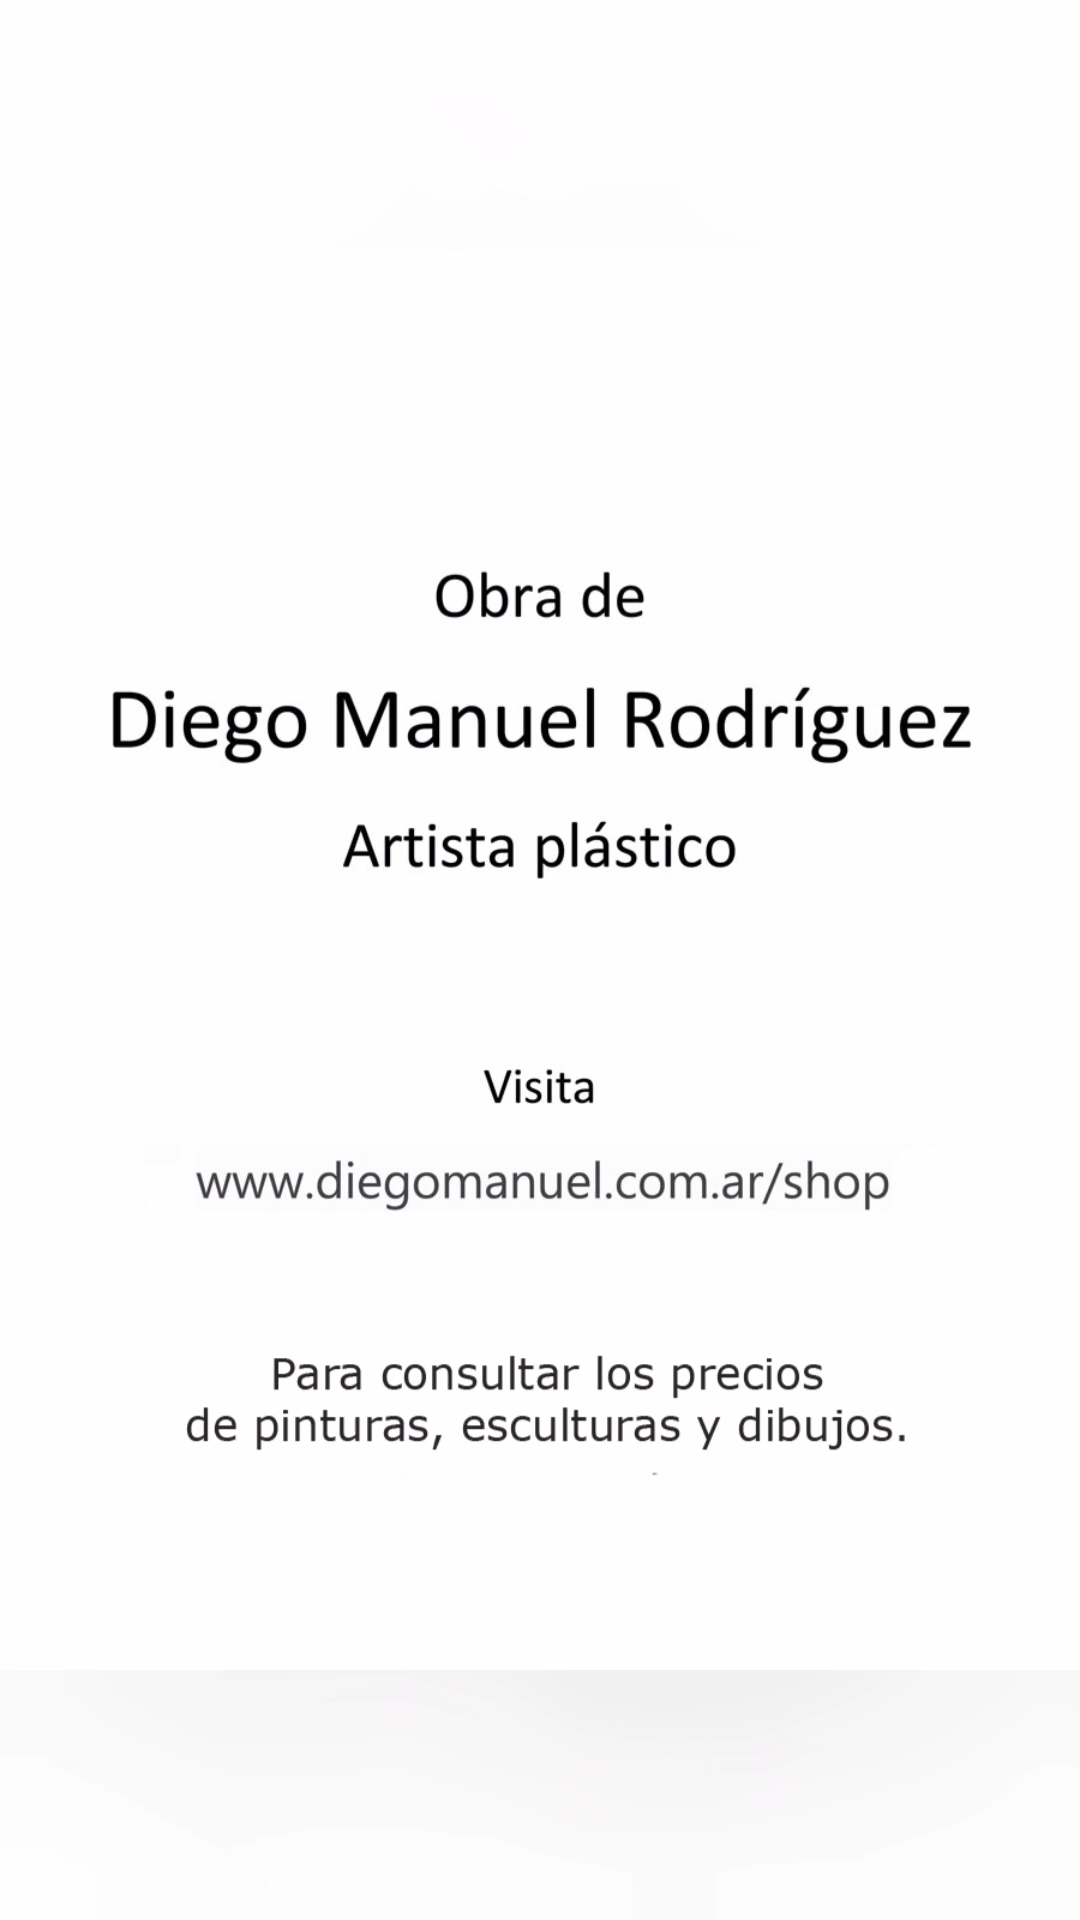 Obra de
Diego Manuel Rodríguez
Artista plástico
Visita
www.diegomanuel.com.ar/shop
Para consultar los precios
de pinturas, esculturas y dibujos.